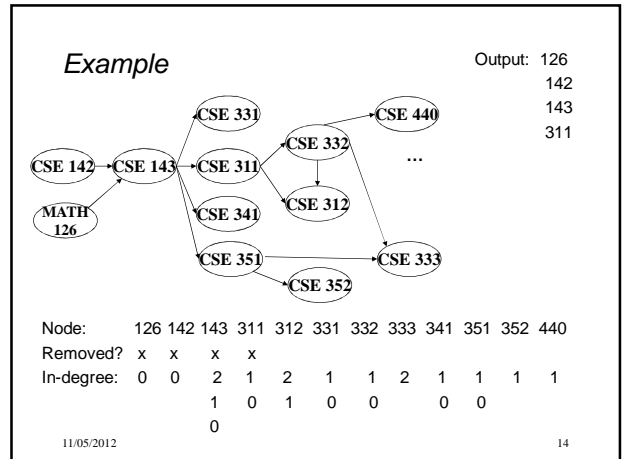 Example
Output: 126
142
143
311
CSE 331
CSE 440
CSE 332
...
CSE 142
CSE 143
CSE 311
MATH
126
CSE 341
CSE 312
CSE 351
CSE 333
CSE 352
Node: 126 142 143 311 312 331 332 333 341 351 352 440
Removed? x x x x
In-degree: 0 0 2 1 2 1 1 2 1 1 1 1
1 0 1 0 0 0 0
0
11/05/2012
14